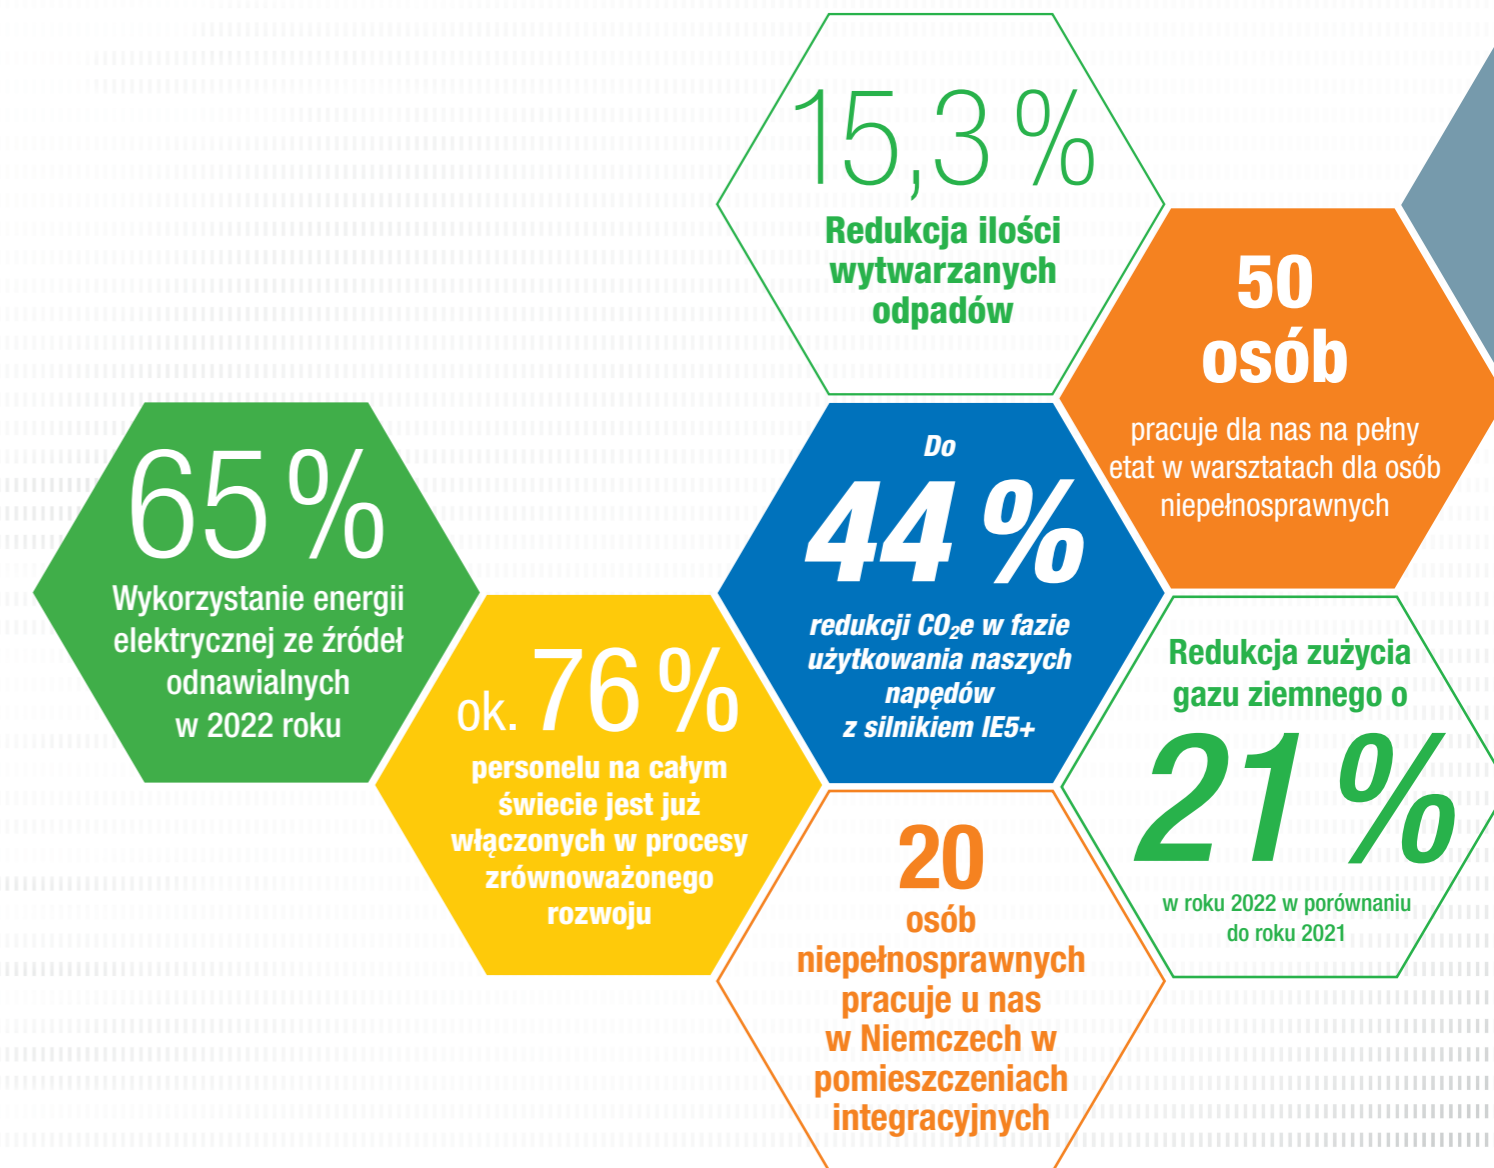 15,3 %
Redukcja ilości
wytwarzanych
odpadów
50
osób
pracuje dla nas na pełny
etat w warsztatach dla osób
niepełnosprawnych
65 %
Wykorzystanie energii
elektrycznej ze źródeł
odnawialnych
w 2022 roku
Do
44 %
redukcji CO₂e w fazie
użytkowania naszych
napędów
z silnikiem IE5+
ok. 76 %
personelu na całym
świecie jest już
włączonych w procesy
zrównoważonego
rozwoju
Redukcja zużycia
gazu ziemnego o
21 %
w roku 2022 w porównaniu
do roku 2021
20
osób
niepełnosprawnych
pracuje u nas
w Niemczech w
pomieszczeniach
integracyjnych